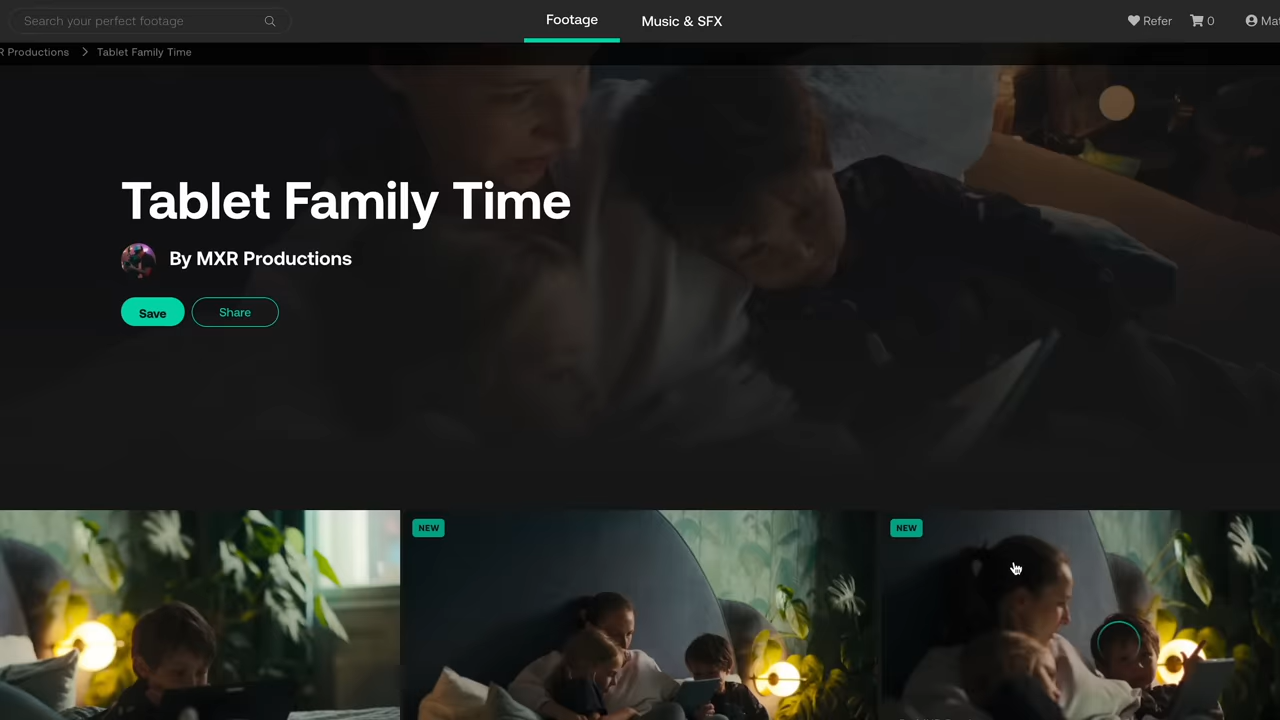 Search your perfect footage
Footage
Music & SFX
Refer
0
R Productions
Tablet Family Time
Tablet Family Time
By MXR Productions
Save
Share
NEW
NEW